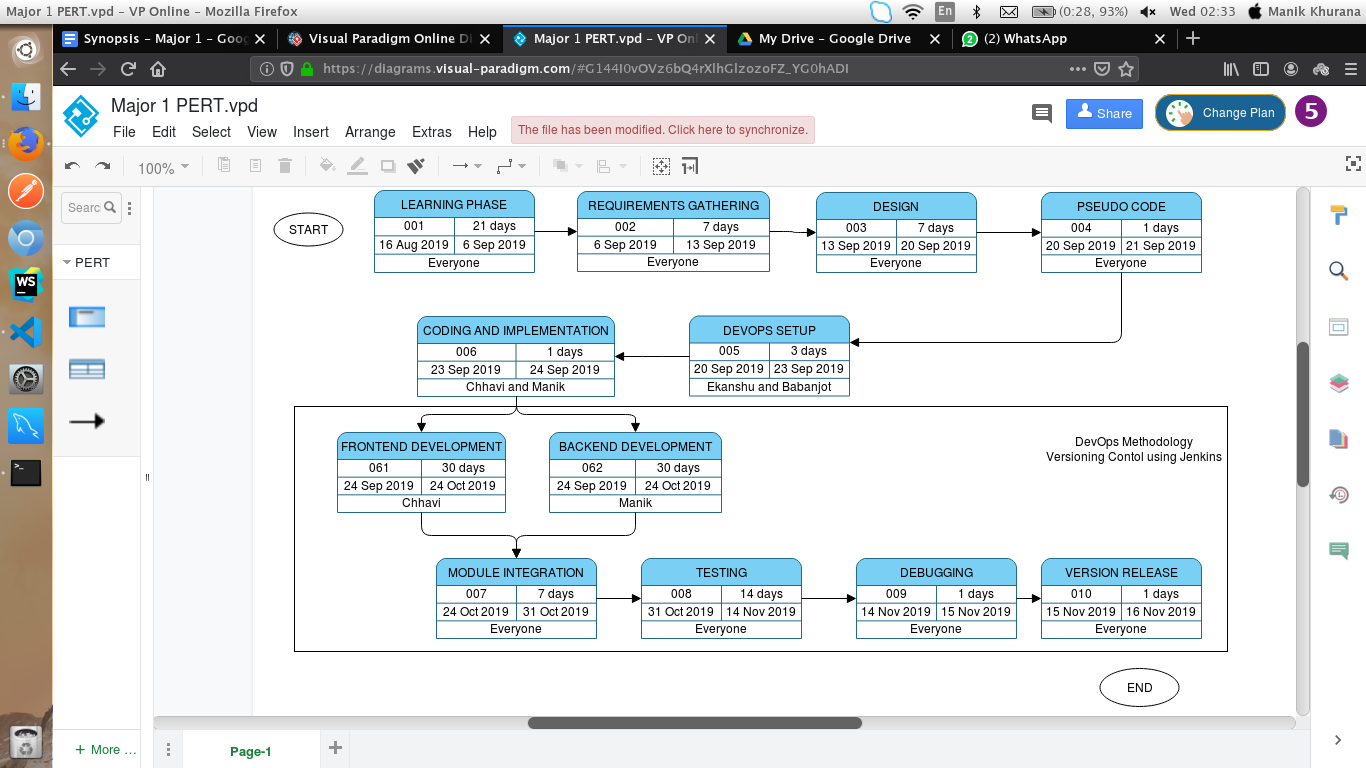 Major 1 PERT.vpd - VP Online - Mozilla Firefox
En
(0:28, 93%)
Wed 02:33
Manik Khurana
Synopsis – Major 1 – Goo
Visual Paradigm Online Di
Major 1 PERT.vpd – VP Onl
My Drive – Google Drive
(2) WhatsApp
https://diagrams.visual-paradigm.com/#G144I0vOVz6bQ4rXlhGlzozoFZ_YG0hADI
Major 1 PERT.vpd
File Edit Select View Insert Arrange Extras Help
The file has been modified. Click here to synchronize.
Share
Change Plan
5
100%
Searc
PERT
WS
START
LEARNING PHASE
001 21 days
16 Aug 2019 6 Sep 2019
Everyone
REQUIREMENTS GATHERING
002 7 days
6 Sep 2019 13 Sep 2019
Everyone
DESIGN
003 7 days
13 Sep 2019 20 Sep 2019
Everyone
PSEUDO CODE
004 1 days
20 Sep 2019 21 Sep 2019
Everyone
DEVOPS SETUP
005 3 days
20 Sep 2019 23 Sep 2019
Ekanshu and Babanjot
CODING AND IMPLEMENTATION
006 1 days
23 Sep 2019 24 Sep 2019
Chhavi and Manik
DevOps Methodology
Versioning Contol using Jenkins
FRONTEND DEVELOPMENT
061 30 days
24 Sep 2019 24 Oct 2019
Chhavi
BACKEND DEVELOPMENT
062 30 days
24 Sep 2019 24 Oct 2019
Manik
MODULE INTEGRATION
007 7 days
24 Oct 2019 31 Oct 2019
Everyone
TESTING
008 14 days
31 Oct 2019 14 Nov 2019
Everyone
DEBUGGING
009 1 days
14 Nov 2019 15 Nov 2019
Everyone
VERSION RELEASE
010 1 days
15 Nov 2019 16 Nov 2019
Everyone
END
+ More ...
Page-1